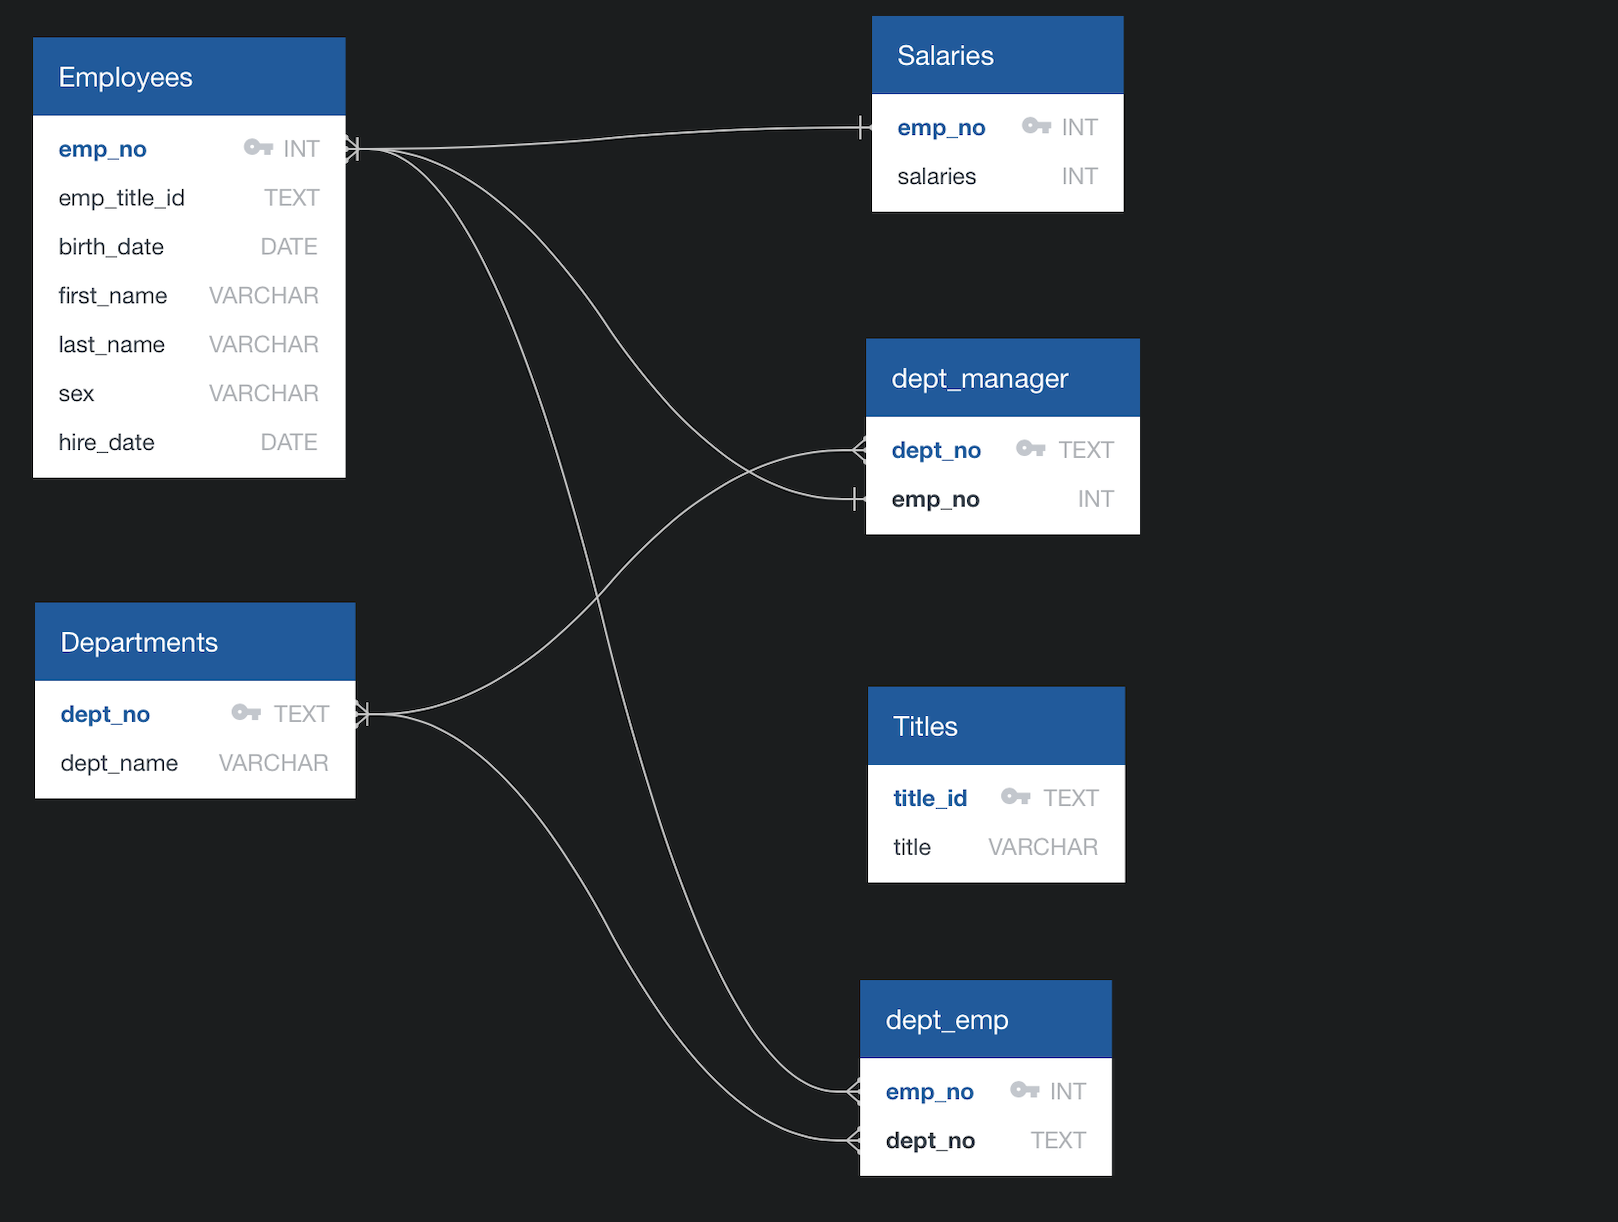 Employees
emp_no INT
emp_title_id TEXT
birth_date DATE
first_name VARCHAR
last_name VARCHAR
sex VARCHAR
hire_date DATE
Salaries
emp_no INT
salaries INT
dept_manager
dept_no TEXT
emp_no INT
Departments
dept_no TEXT
dept_name VARCHAR
Titles
title_id TEXT
title VARCHAR
dept_emp
emp_no INT
dept_no TEXT